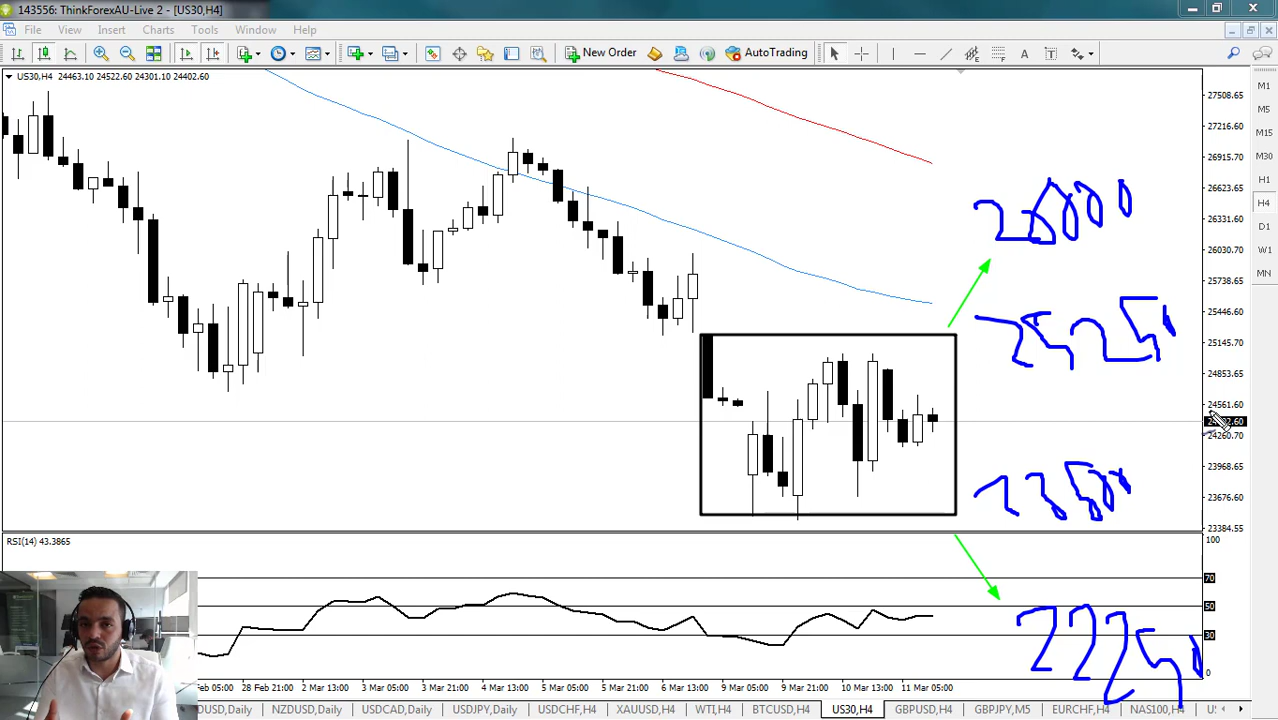 143556: ThinkForexAU-Live 2 - [US30,H4]
File View Insert Charts Tools Window Help
New Order AutoTrading
US30,H4 24463.10 24522.60 24301.10 24402.60
M1
M5
M15
M30
H1
H4
D1
W1
MN
27508.65
27216.60
26915.70
26623.65
26331.60
26030.70
25738.65
25446.60
25145.70
24853.65
24561.60
24260.70
23968.65
23676.60
23384.55
26000
25250
23500
22250
RSI(14) 43.3865
100
70
50
30
0
28 Feb 21:00 2 Mar 13:00 3 Mar 05:00 3 Mar 21:00 4 Mar 13:00 5 Mar 05:00 5 Mar 21:00 6 Mar 13:00 9 Mar 05:00 9 Mar 21:00 10 Mar 13:00 11 Mar 05:00
NZDUSD,Daily USDCAD,Daily USDJPY,Daily USDCHF,H4 XAUUSD,H4 WTI,H4 BTCUSD,H4 US30,H4 GBPUSD,H4 GBPJPY,M5 EURCHF,H4 NAS100,H4